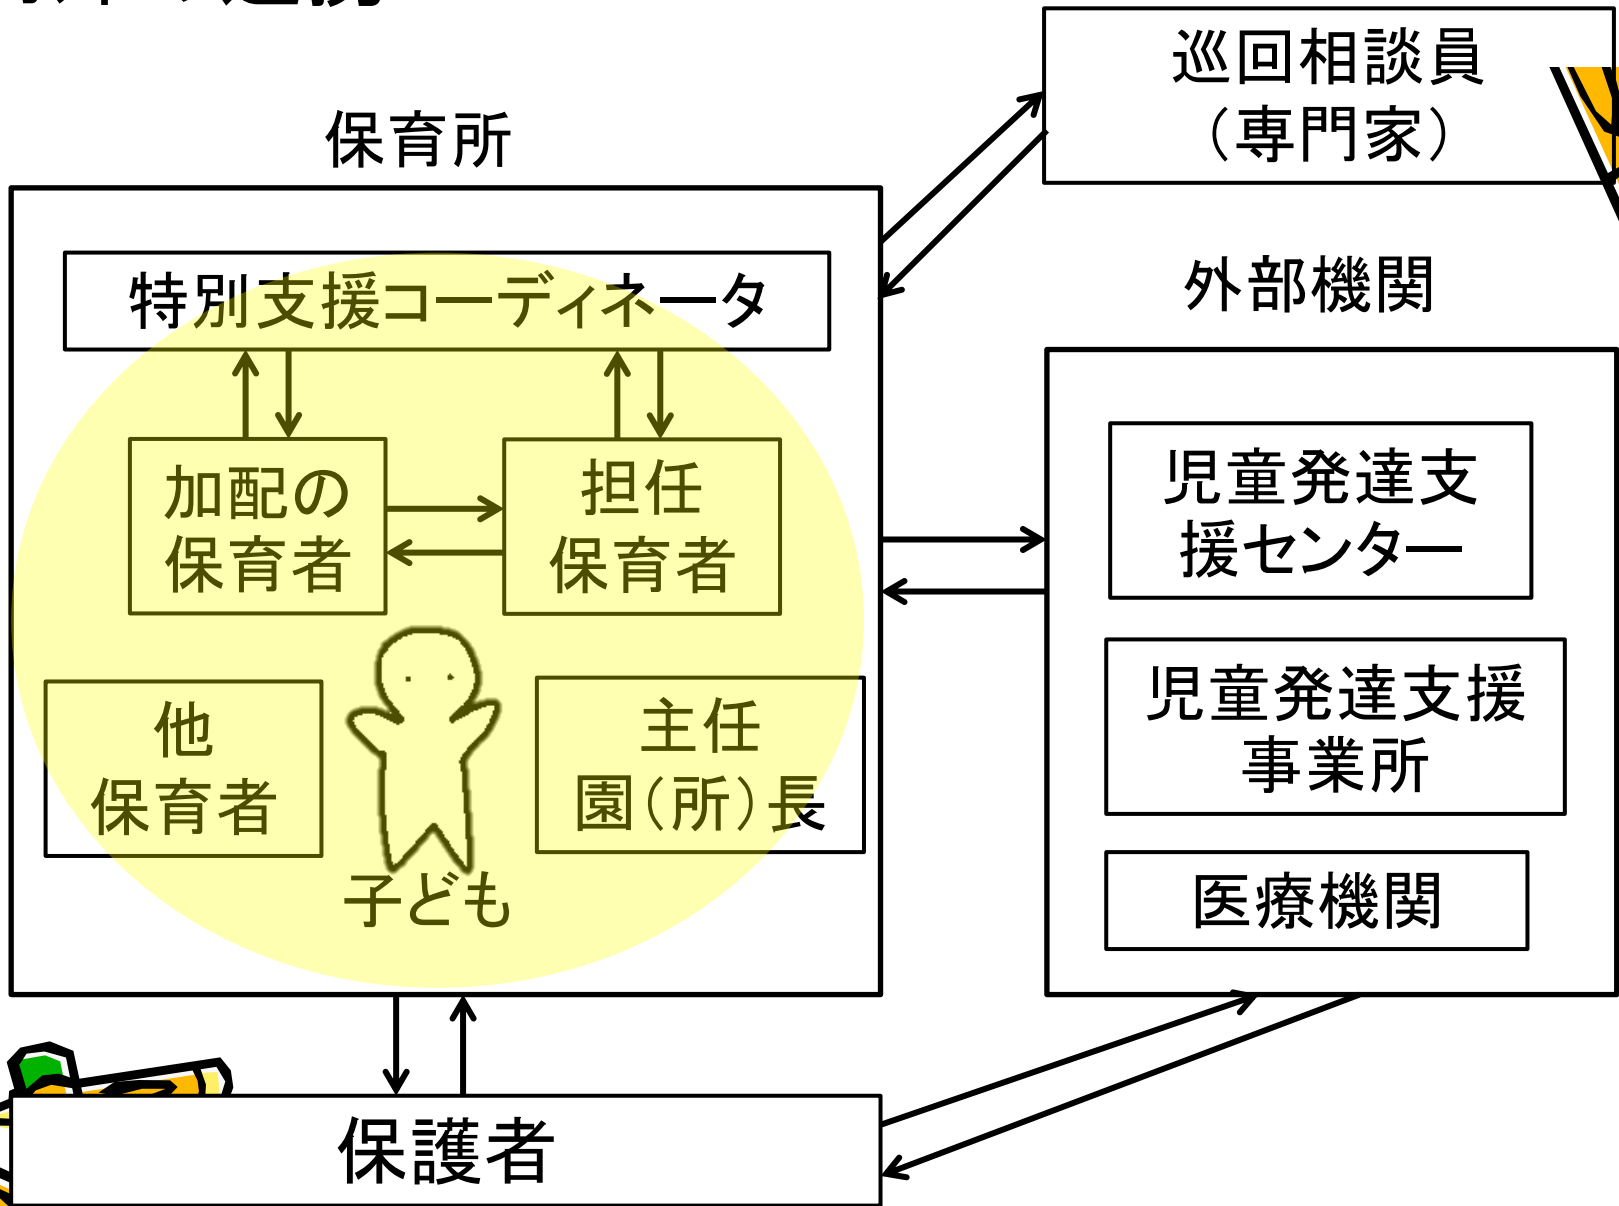 の連携
巡回相談員
（専門家）
保育所
特別支援コーディネータ
外部機関
加配の
保育者
担任
保育者
児童発達支
援センター
児童発達支援
事業所
他
保育者
主任
園（所）長
子ども
医療機関
保護者